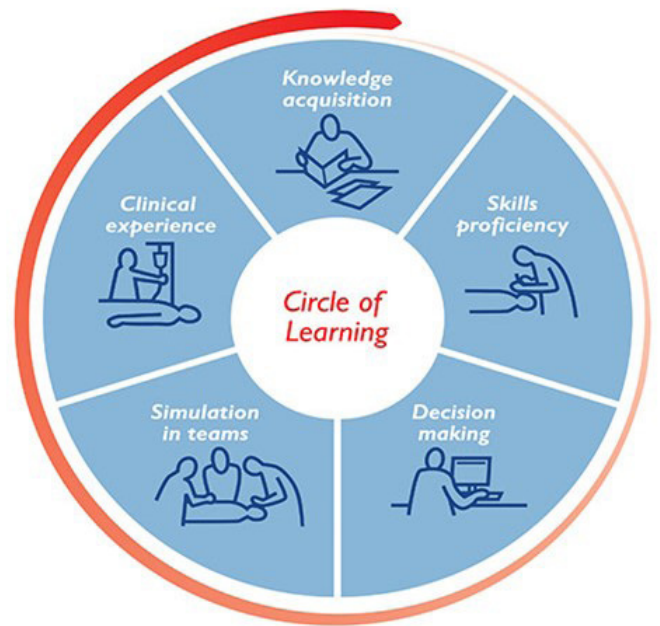 Knowledge
acquisition
Skills
proficiency
Decision
making
Simulation
in teams
Clinical
experience
Circle of
Learning